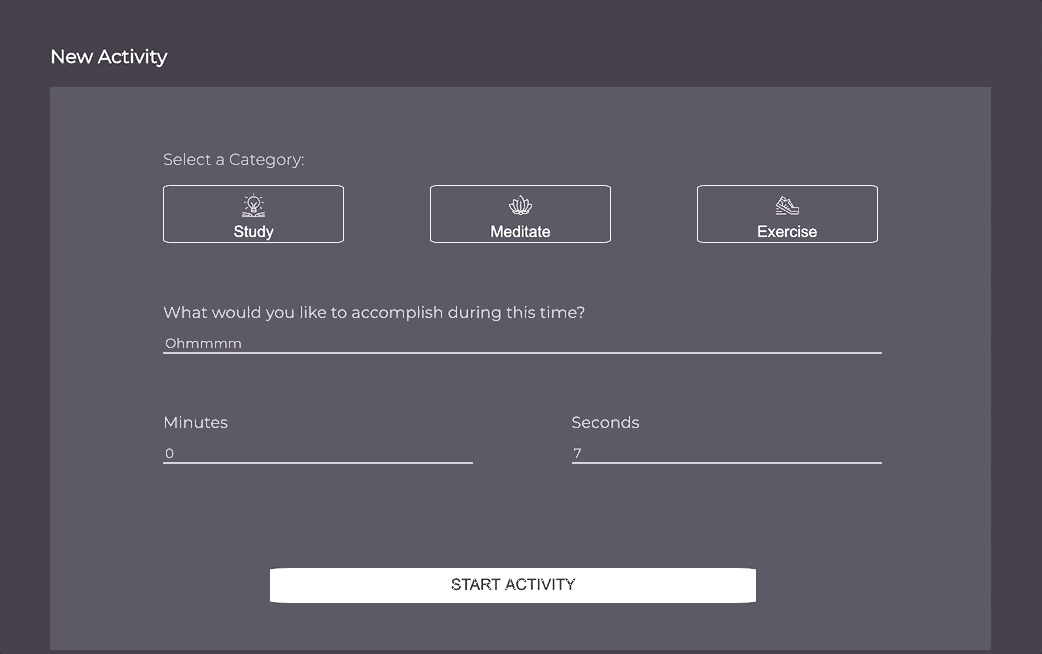 New Activity
Select a Category:
Study Meditate Exercise
What would you like to accomplish during this time?
Ohmmmm
Minutes Seconds
0 7
START ACTIVITY